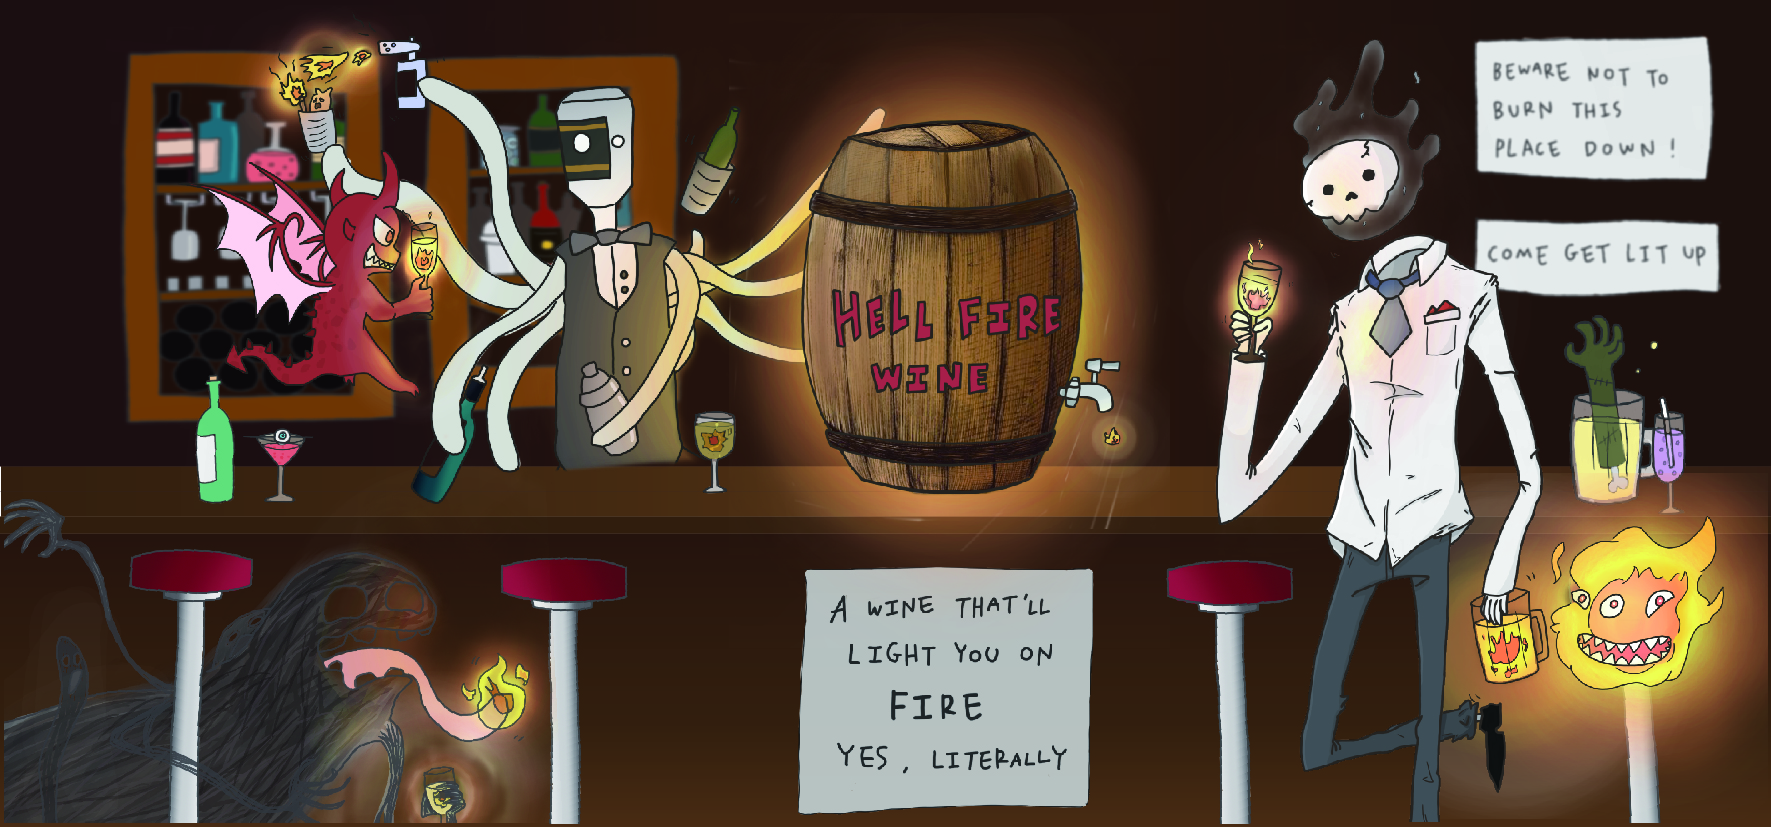 BEWARE NOT TO
BURN THIS
PLACE DOWN!
COME GET LIT UP
HELL FIRE
WINE
A WINE THAT'LL
LIGHT YOU ON
FIRE
YES, LITERALLY